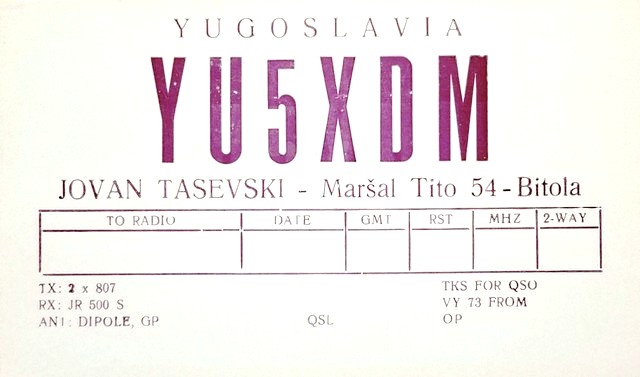 YUGOSLAVIA
YU5XDM
JOVAN TASEVSKI - Maršal Tito 54 - Bitola
TO RADIO DATE GMT RST MHZ 2-WAY
TX: 2 x 807 TKS FOR QSO
RX: JR 500 S VY 73 FROM
ANT: DIPOLE, GP QSL OP